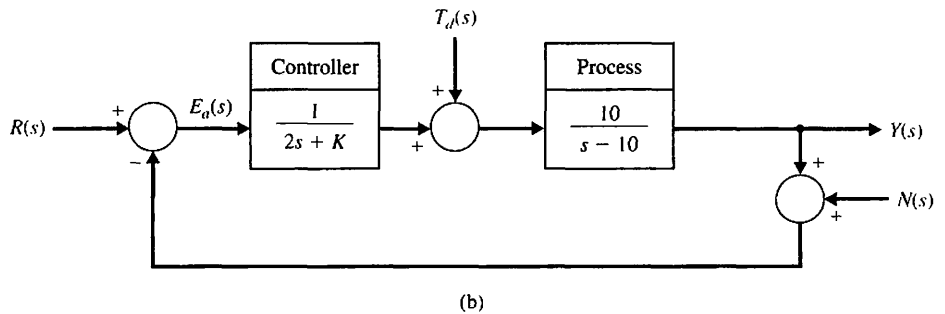 T_d(s)
Controller
Process
+ E_a(s) 1 + 10
R(s) 2s + K + s − 10 Y(s)
− +
N(s)
+
(b)